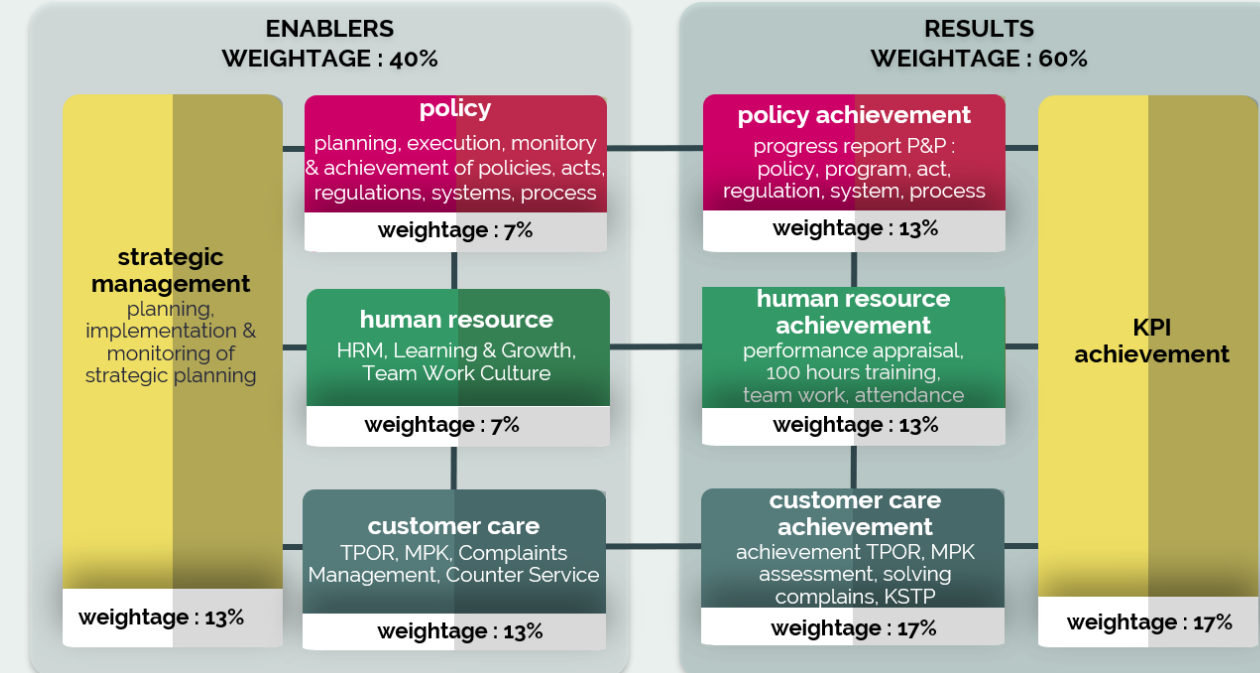 ENABLERS
WEIGHTAGE : 40%
strategic
management
planning,
implementation &
monitoring of
strategic planning
weightage : 13%
policy
planning, execution, monitory
& achievement of policies, acts,
regulations, systems, process
weightage : 7%
human resource
HRM, Learning & Growth,
Team Work Culture
weightage : 7%
customer care
TPOR, MPK, Complaints
Management, Counter Service
weightage : 13%
RESULTS
WEIGHTAGE : 60%
policy achievement
progress report P&P :
policy, program, act,
regulation, system, process
weightage : 13%
human resource
achievement
performance appraisal,
100 hours training,
team work, attendance
weightage : 13%
customer care
achievement
achievement TPOR, MPK
assessment, solving
complains, KSTP
weightage : 17%
KPI
achievement
weightage : 17%